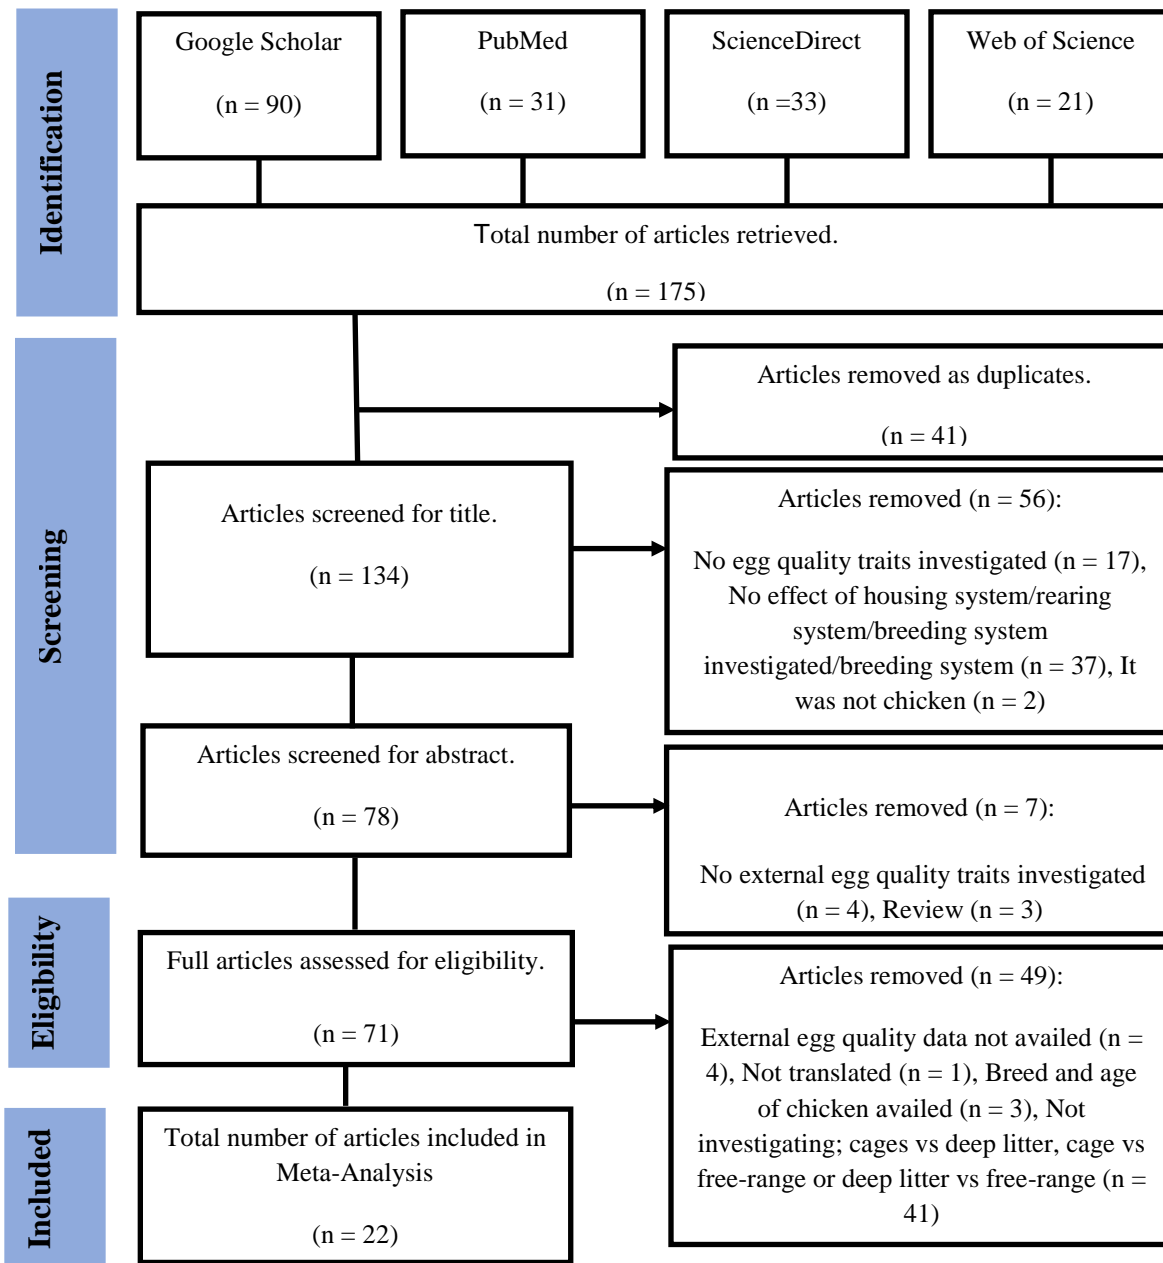 Identification
Google Scholar
(n = 90)
PubMed
(n = 31)
ScienceDirect
(n =33)
Web of Science
(n = 21)
Total number of articles retrieved.
(n = 175)
Screening
Articles removed as duplicates.
(n = 41)
Articles screened for title.
(n = 134)
Articles removed (n = 56):
No egg quality traits investigated (n = 17),
No effect of housing system/rearing
system/breeding system
investigated/breeding system (n = 37), It
was not chicken (n = 2)
Articles screened for abstract.
(n = 78)
Articles removed (n = 7):
No external egg quality traits investigated
(n = 4), Review (n = 3)
Eligibility
Full articles assessed for eligibility.
(n = 71)
Articles removed (n = 49):
External egg quality data not availed (n =
4), Not translated (n = 1), Breed and age
of chicken availed (n = 3), Not
investigating; cages vs deep litter, cage vs
free-range or deep litter vs free-range (n =
41)
Included
Total number of articles included in
Meta-Analysis
(n = 22)